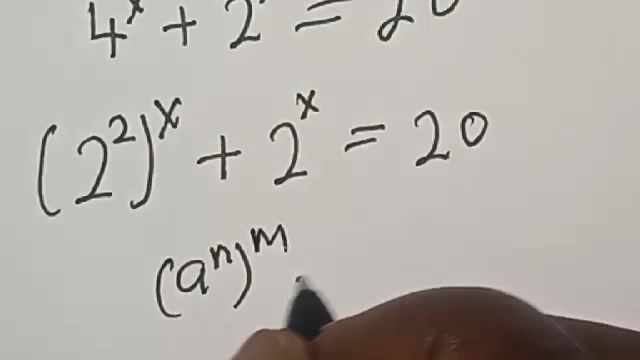 4^x + 2^x = 20
(2^2)^x + 2^x = 20
(a^n)^m